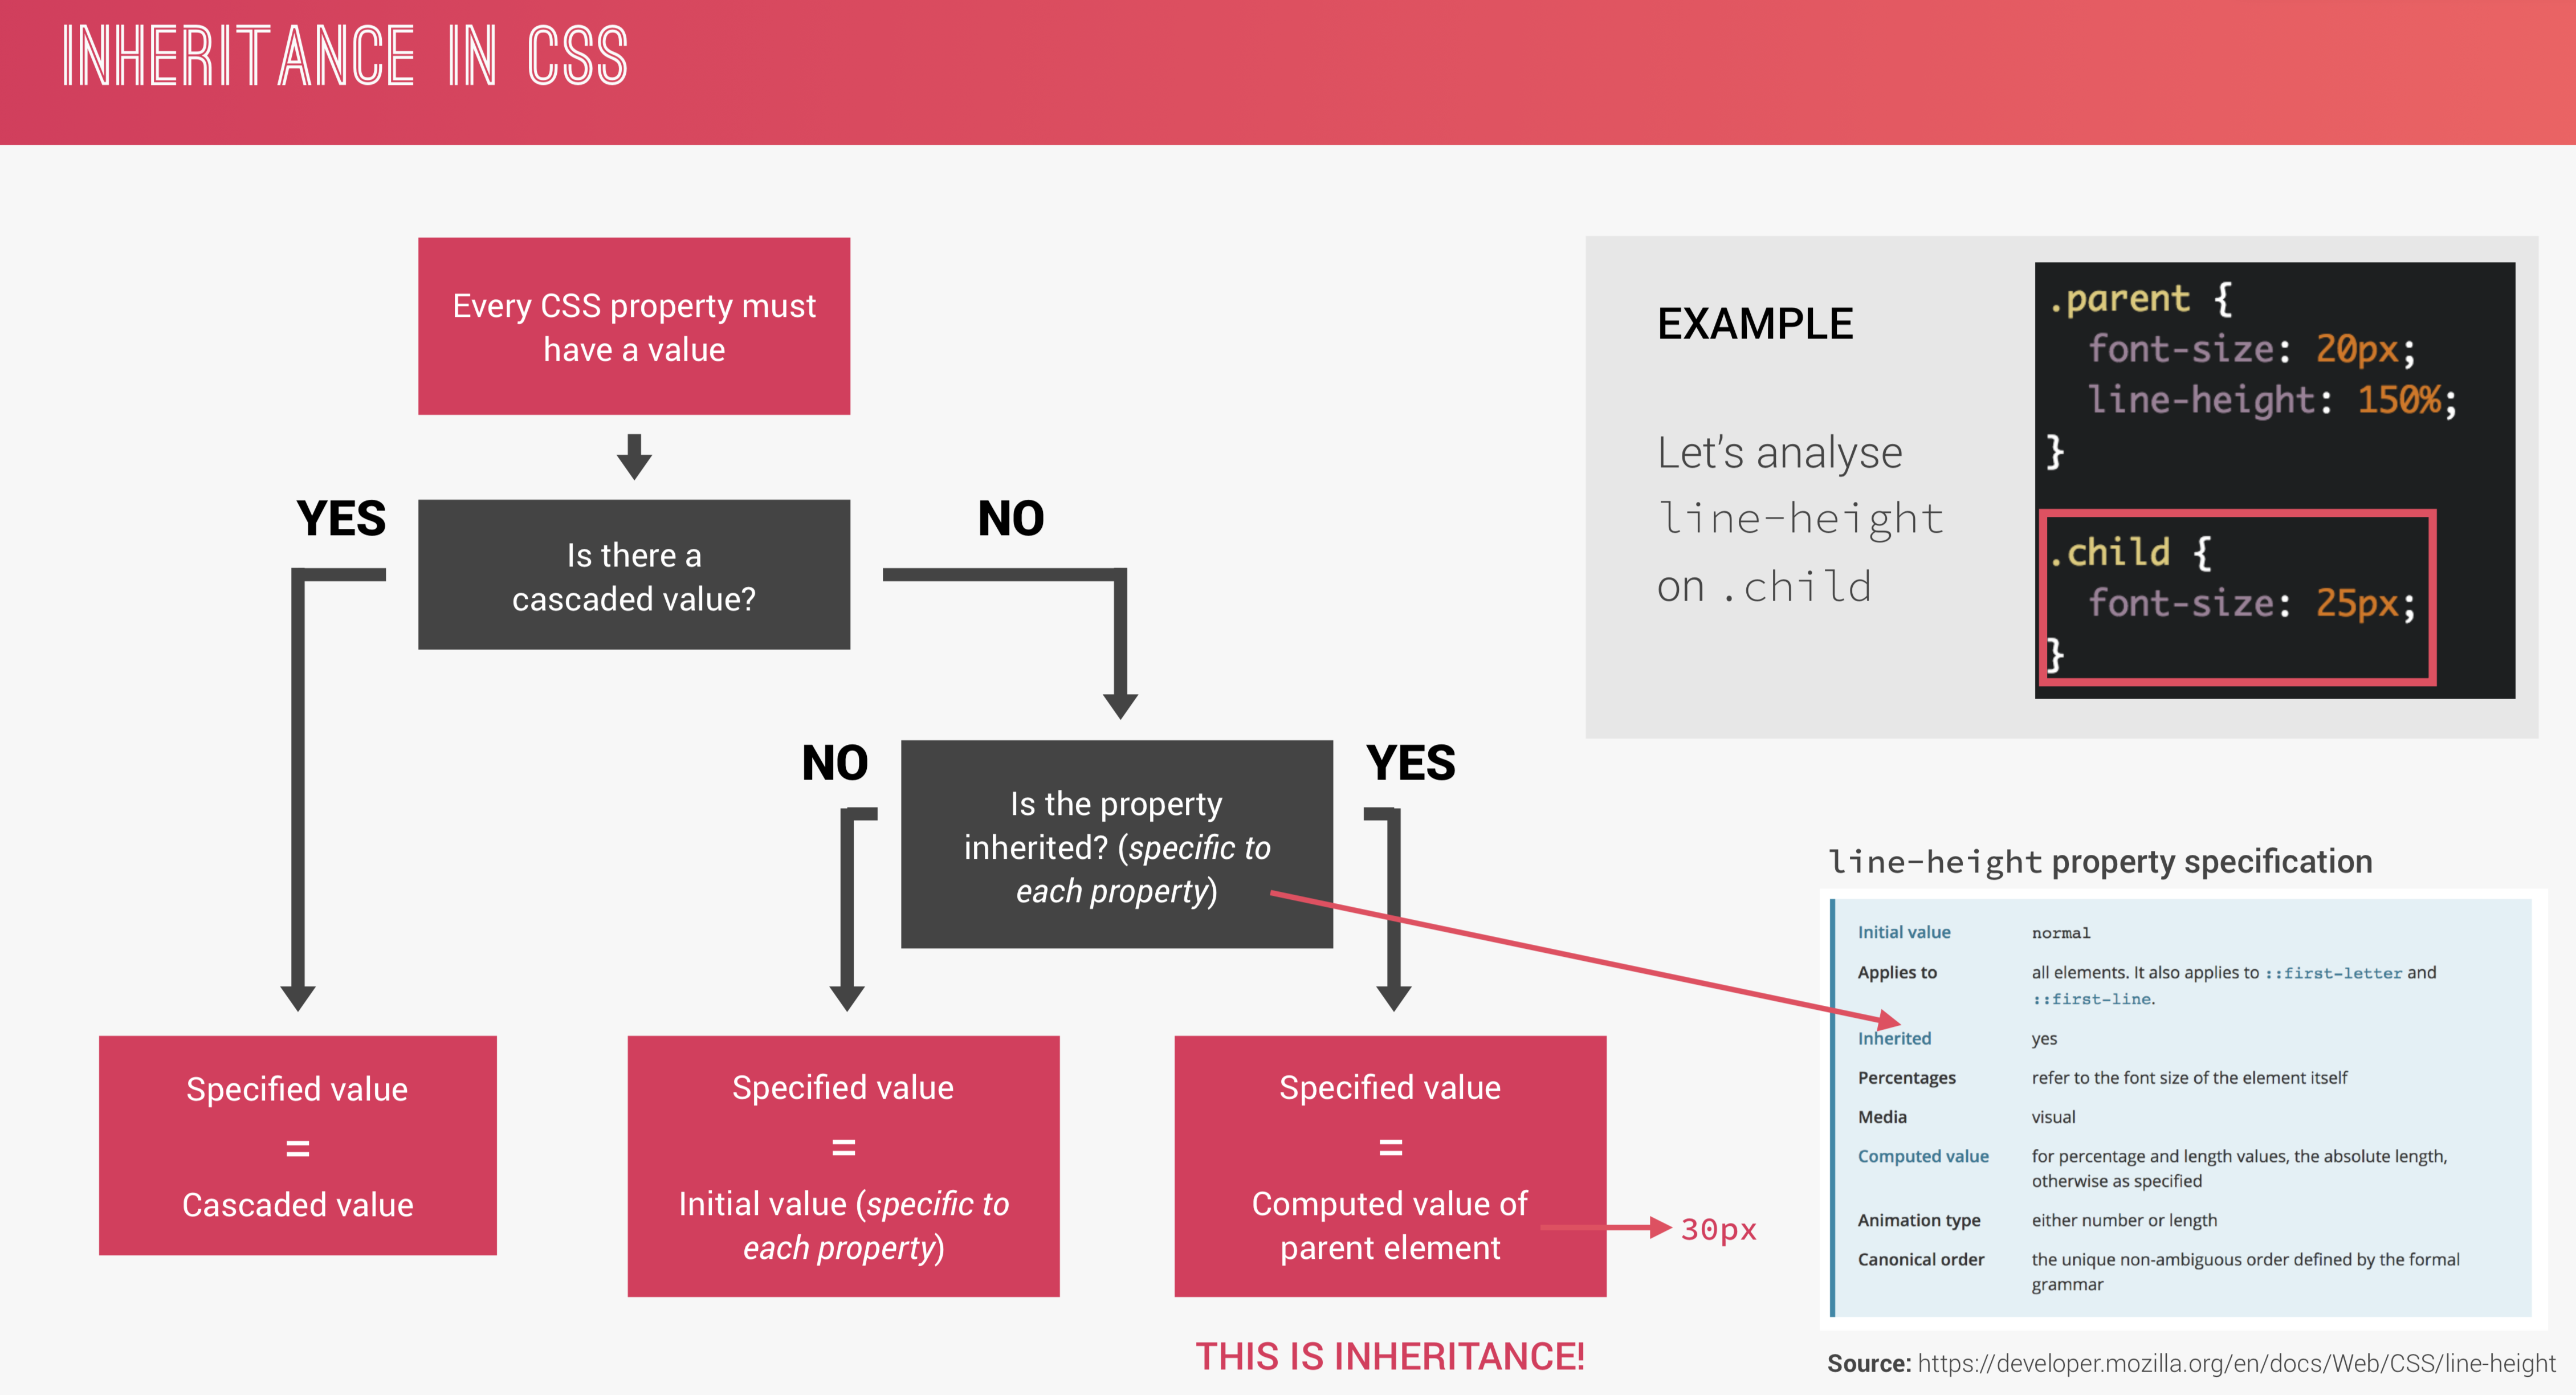 INHERITANCE IN CSS
Every CSS property must
have a value
YES
NO
Is there a
cascaded value?
NO
YES
Is the property
inherited? (specific to
each property)
Specified value
=
Cascaded value
Specified value
=
Initial value (specific to
each property)
Specified value
=
Computed value of
parent element
30px
THIS IS INHERITANCE!
EXAMPLE
Let’s analyse
line-height
on .child
.parent {
font-size: 20px;
line-height: 150%;
}
.child {
font-size: 25px;
}
line-height property specification
Initial value normal
Applies to all elements. It also applies to ::first-letter and
::first-line.
Inherited yes
Percentages refer to the font size of the element itself
Media visual
Computed value for percentage and length values, the absolute length,
otherwise as specified
Animation type either number or length
Canonical order the unique non-ambiguous order defined by the formal
grammar
Source: https://developer.mozilla.org/en/docs/Web/CSS/line-height